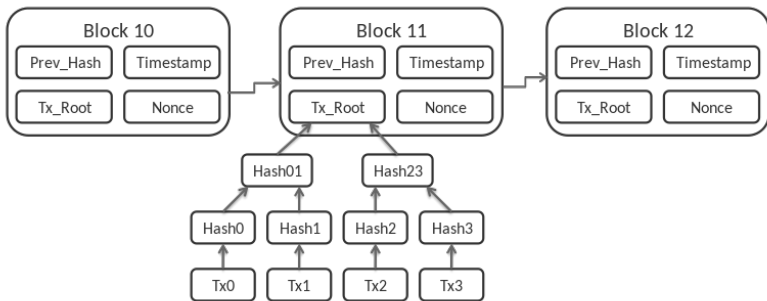 Block 10
Block 11
Block 12
Prev_Hash
Timestamp
Prev_Hash
Timestamp
Prev_Hash
Timestamp
Tx_Root
Nonce
Tx_Root
Nonce
Tx_Root
Nonce
Hash01
Hash23
Hash0
Hash1
Hash2
Hash3
Tx0
Tx1
Tx2
Tx3